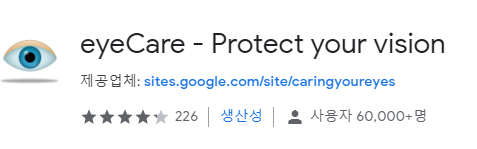 eyeCare - Protect your vision
제공업체: sites.google.com/site/caringyoureyes
226 생산성 사용자 60,000+명